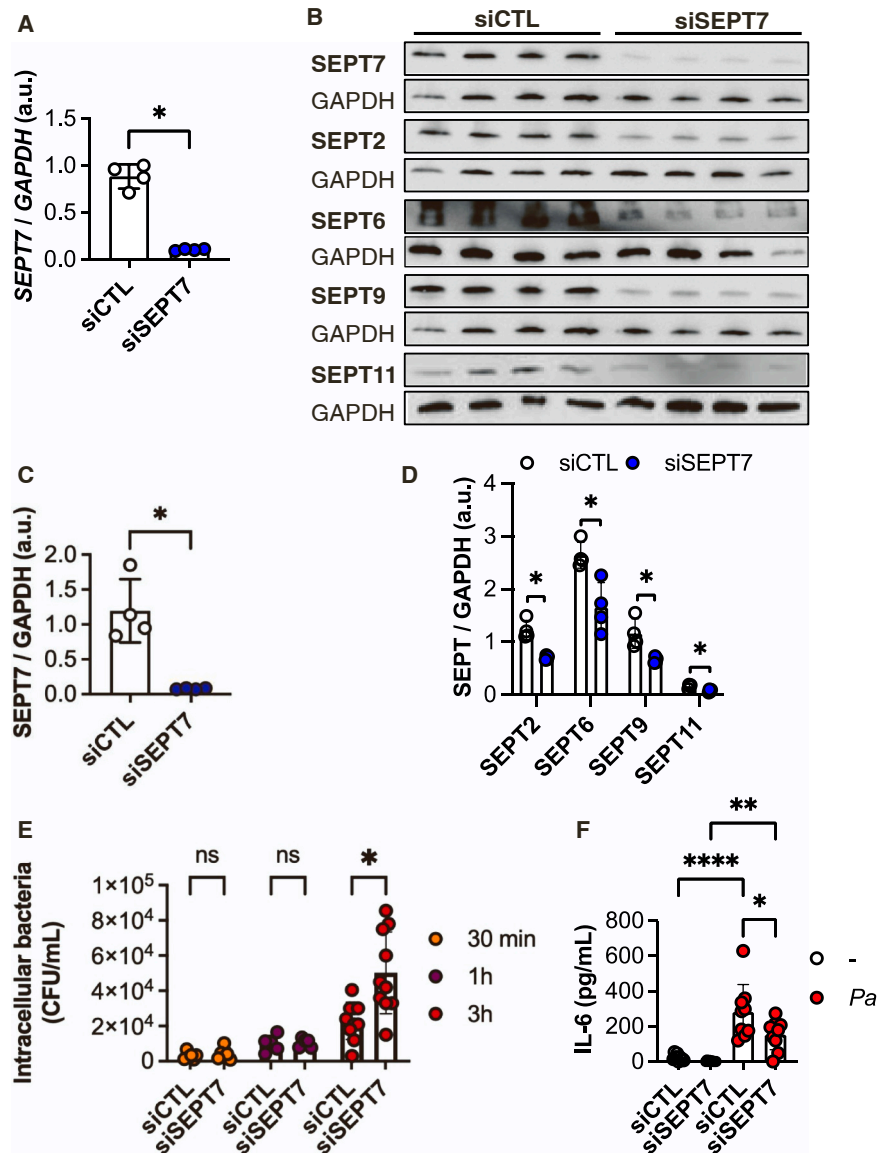 A
SEPT7 / GAPDH (a.u.)
1.5
1.0
0.5
0.0
*
siCTL
siSEPT7
B
siCTL
siSEPT7
SEPT7
GAPDH
SEPT2
GAPDH
SEPT6
GAPDH
SEPT9
GAPDH
SEPT11
GAPDH
C
SEPT7 / GAPDH (a.u.)
2.0
1.5
1.0
0.5
0.0
*
siCTL
siSEPT7
D
siCTL
siSEPT7
SEPT / GAPDH (a.u.)
4
3
2
1
0
*
*
*
*
SEPT2
SEPT6
SEPT9
SEPT11
E
Intracellular bacteria
(CFU/mL)
1×10⁵
8×10⁴
6×10⁴
4×10⁴
2×10⁴
0
ns
ns
*
siCTL
siSEPT7
siCTL
siSEPT7
siCTL
siSEPT7
30 min
1h
3h
F
IL-6 (pg/mL)
800
600
400
200
0
**
****
*
siCTL
siSEPT7
siCTL
siSEPT7
-
Pa